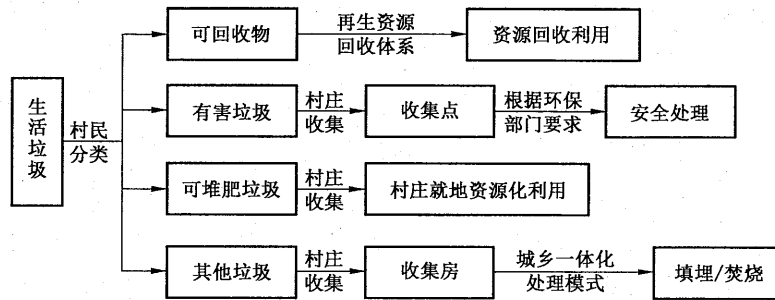 生活垃圾
村民
分类
可回收物
再生资源
回收体系
资源回收利用
有害垃圾
村庄
收集
收集点
根据环保
部门要求
安全处理
可堆肥垃圾
村庄
收集
村庄就地资源化利用
其他垃圾
村庄
收集
收集房
城乡一体化
处理模式
填埋/焚烧